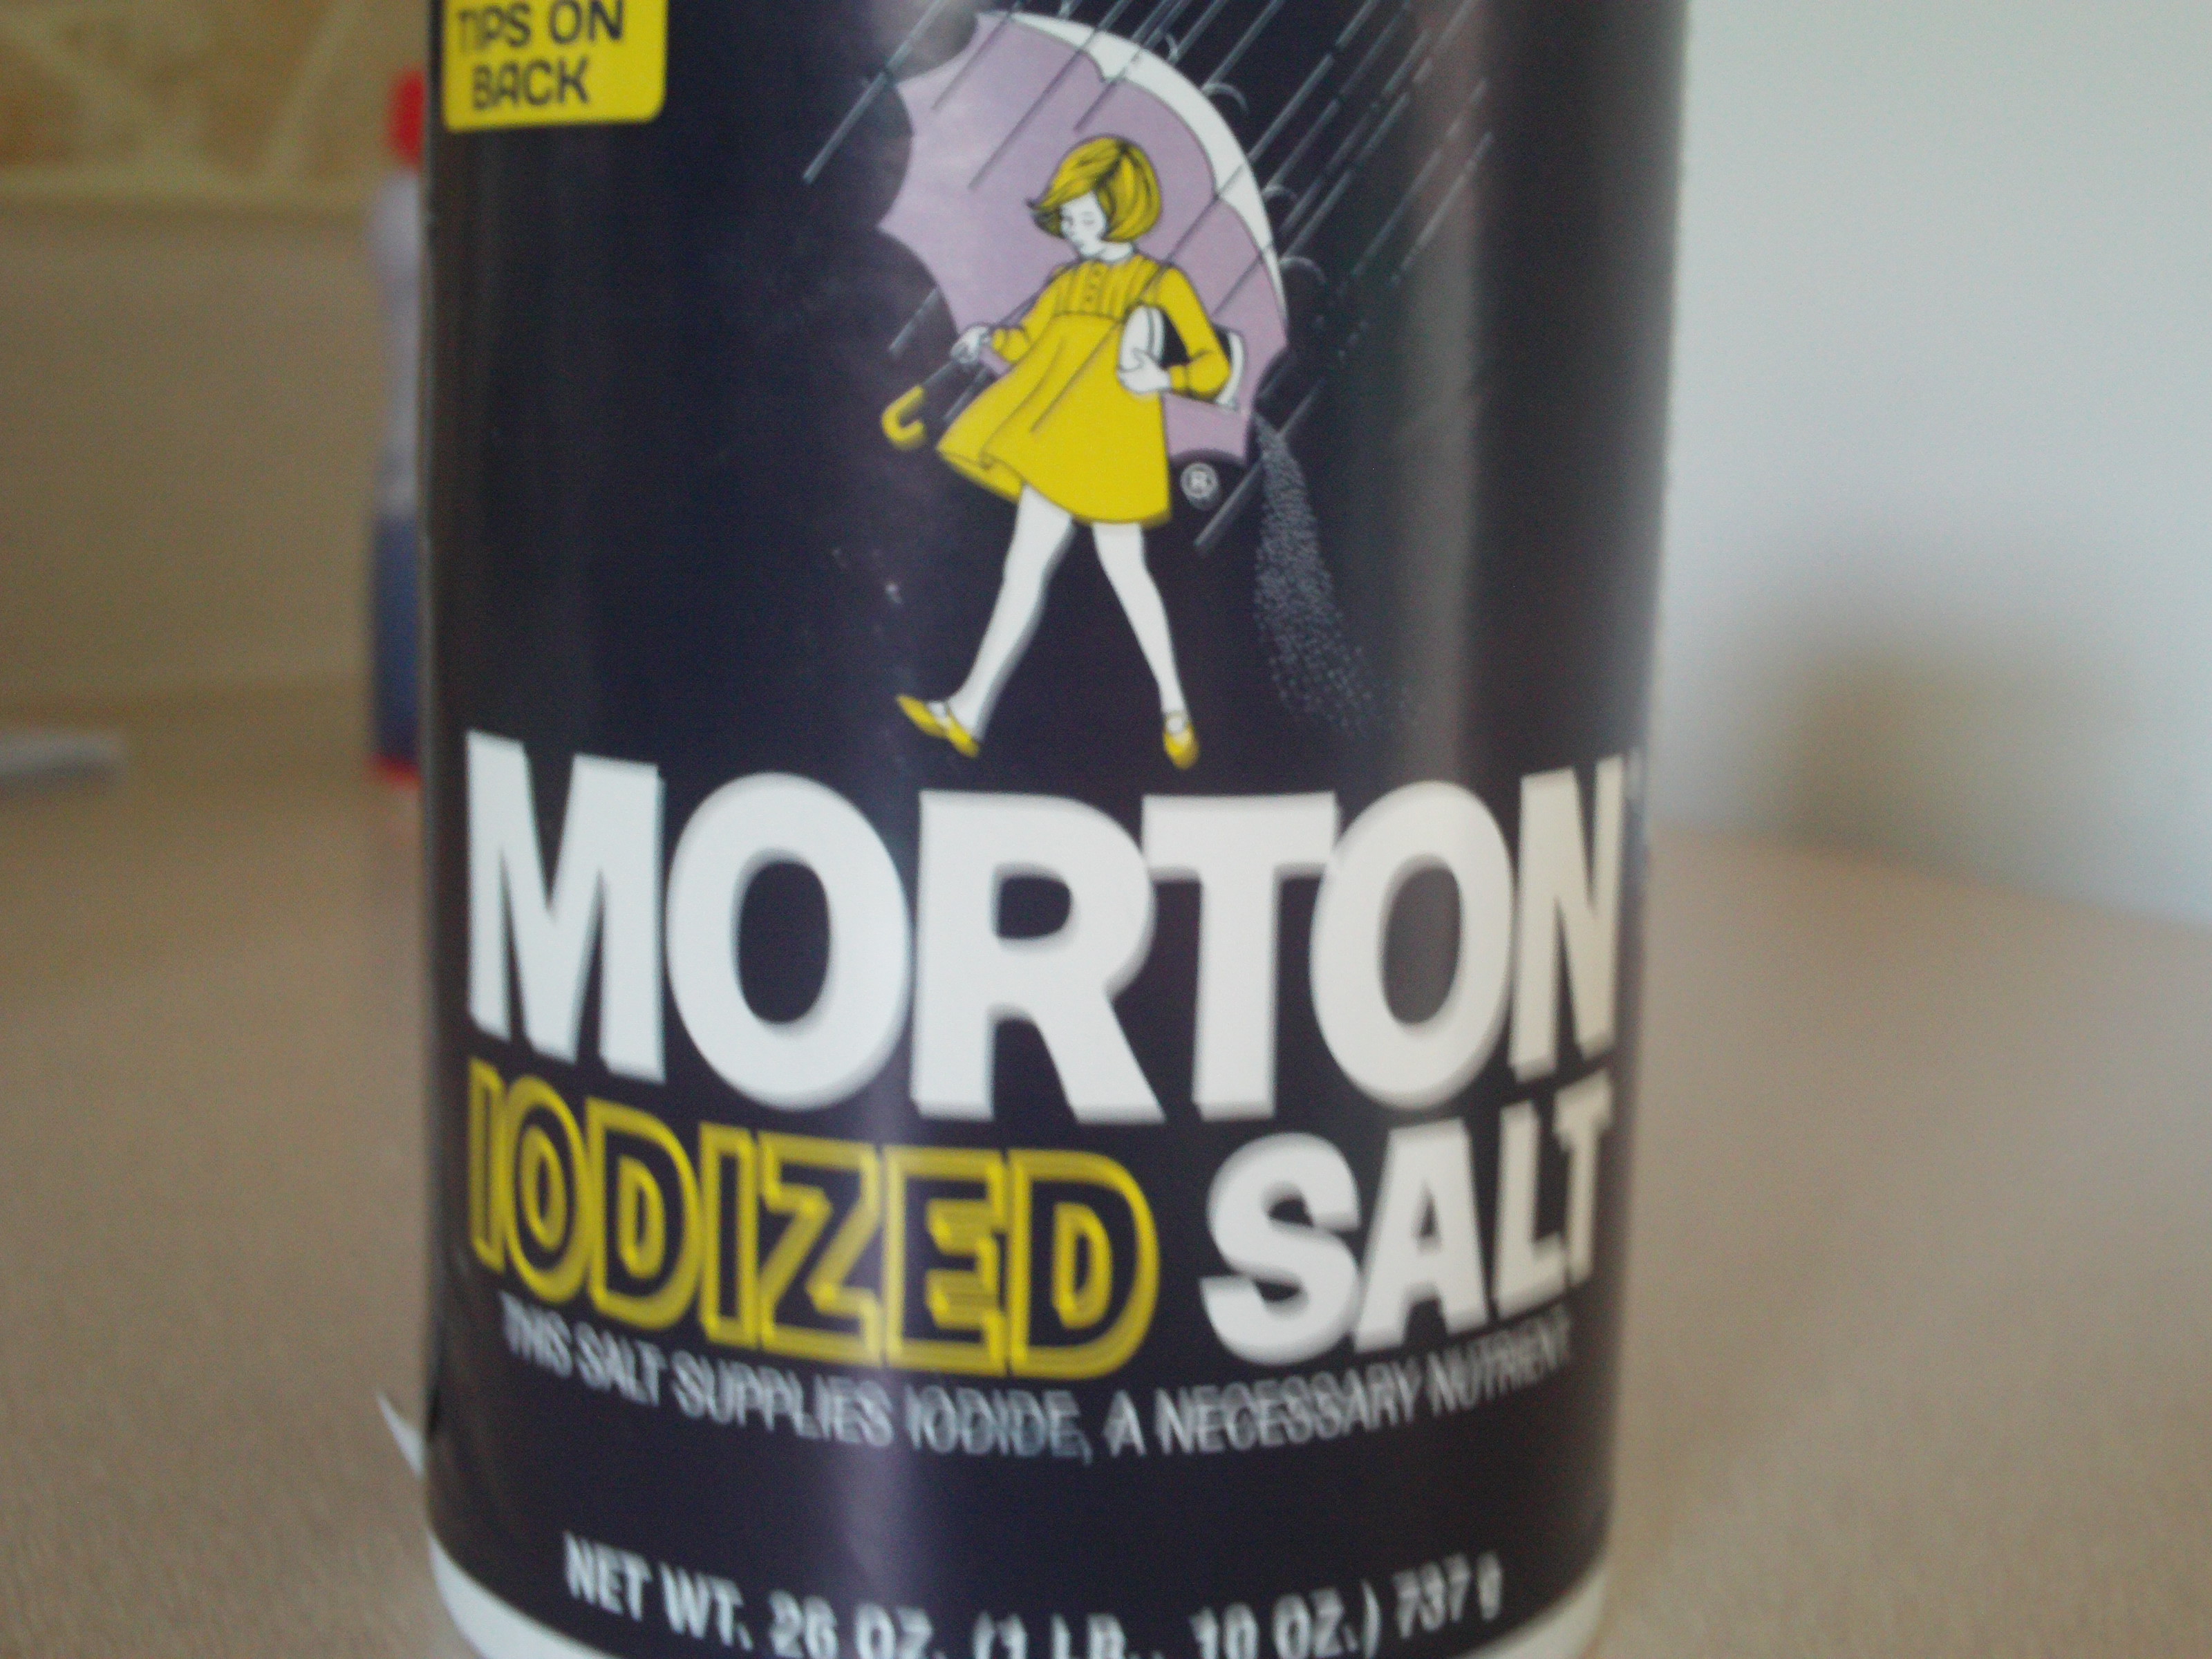 TIPS ON
BACK
®
MORTON®
IODIZED SALT
THIS SALT SUPPLIES IODIDE, A NECESSARY NUTRIENT.
NET WT. 26 OZ. (1 LB., 10 OZ.) 737 g